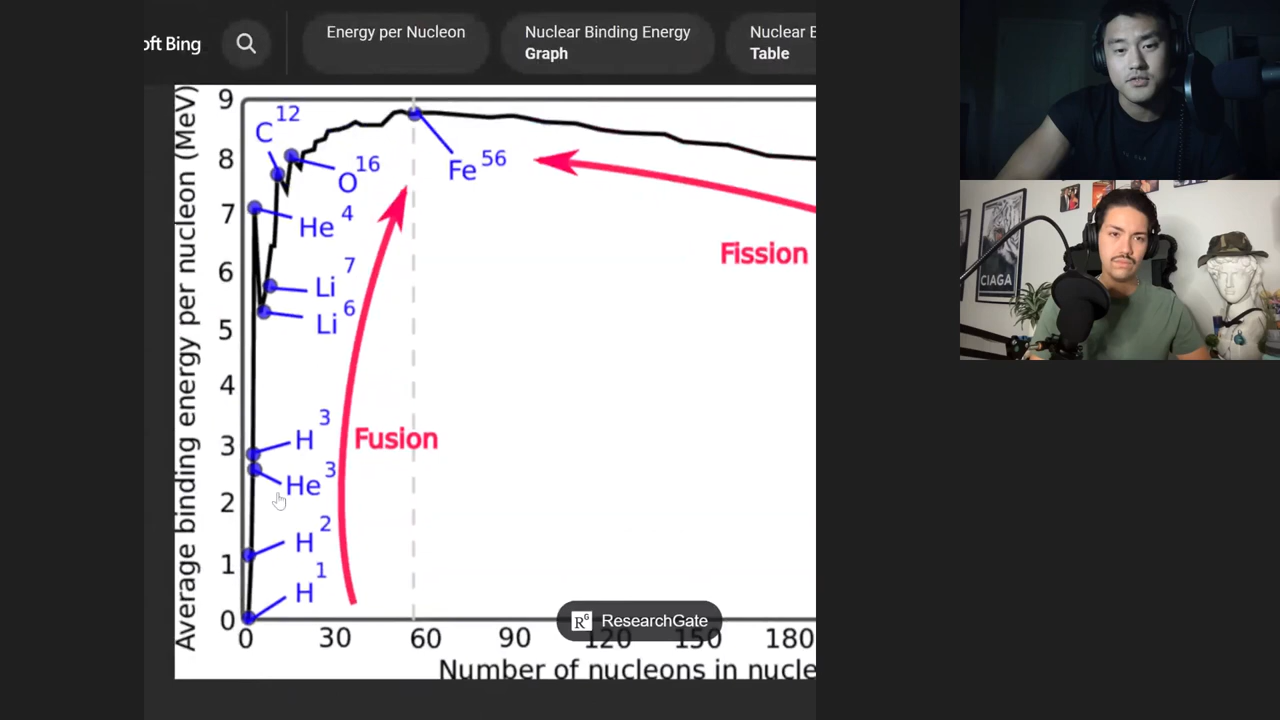 oft Bing
Energy per Nucleon
Nuclear Binding Energy
Graph
Nuclear B
Table
Average binding energy per nucleon (MeV)
9
8
7
6
5
4
3
2
1
0
C 12
O 16
Fe 56
He 4
Li 7
Li 6
H 3
He 3
H 2
H 1
Fusion
Fission
R^G ResearchGate
0 30 60 90 120 150 180
Number of nucleons in nucle
CIAGA